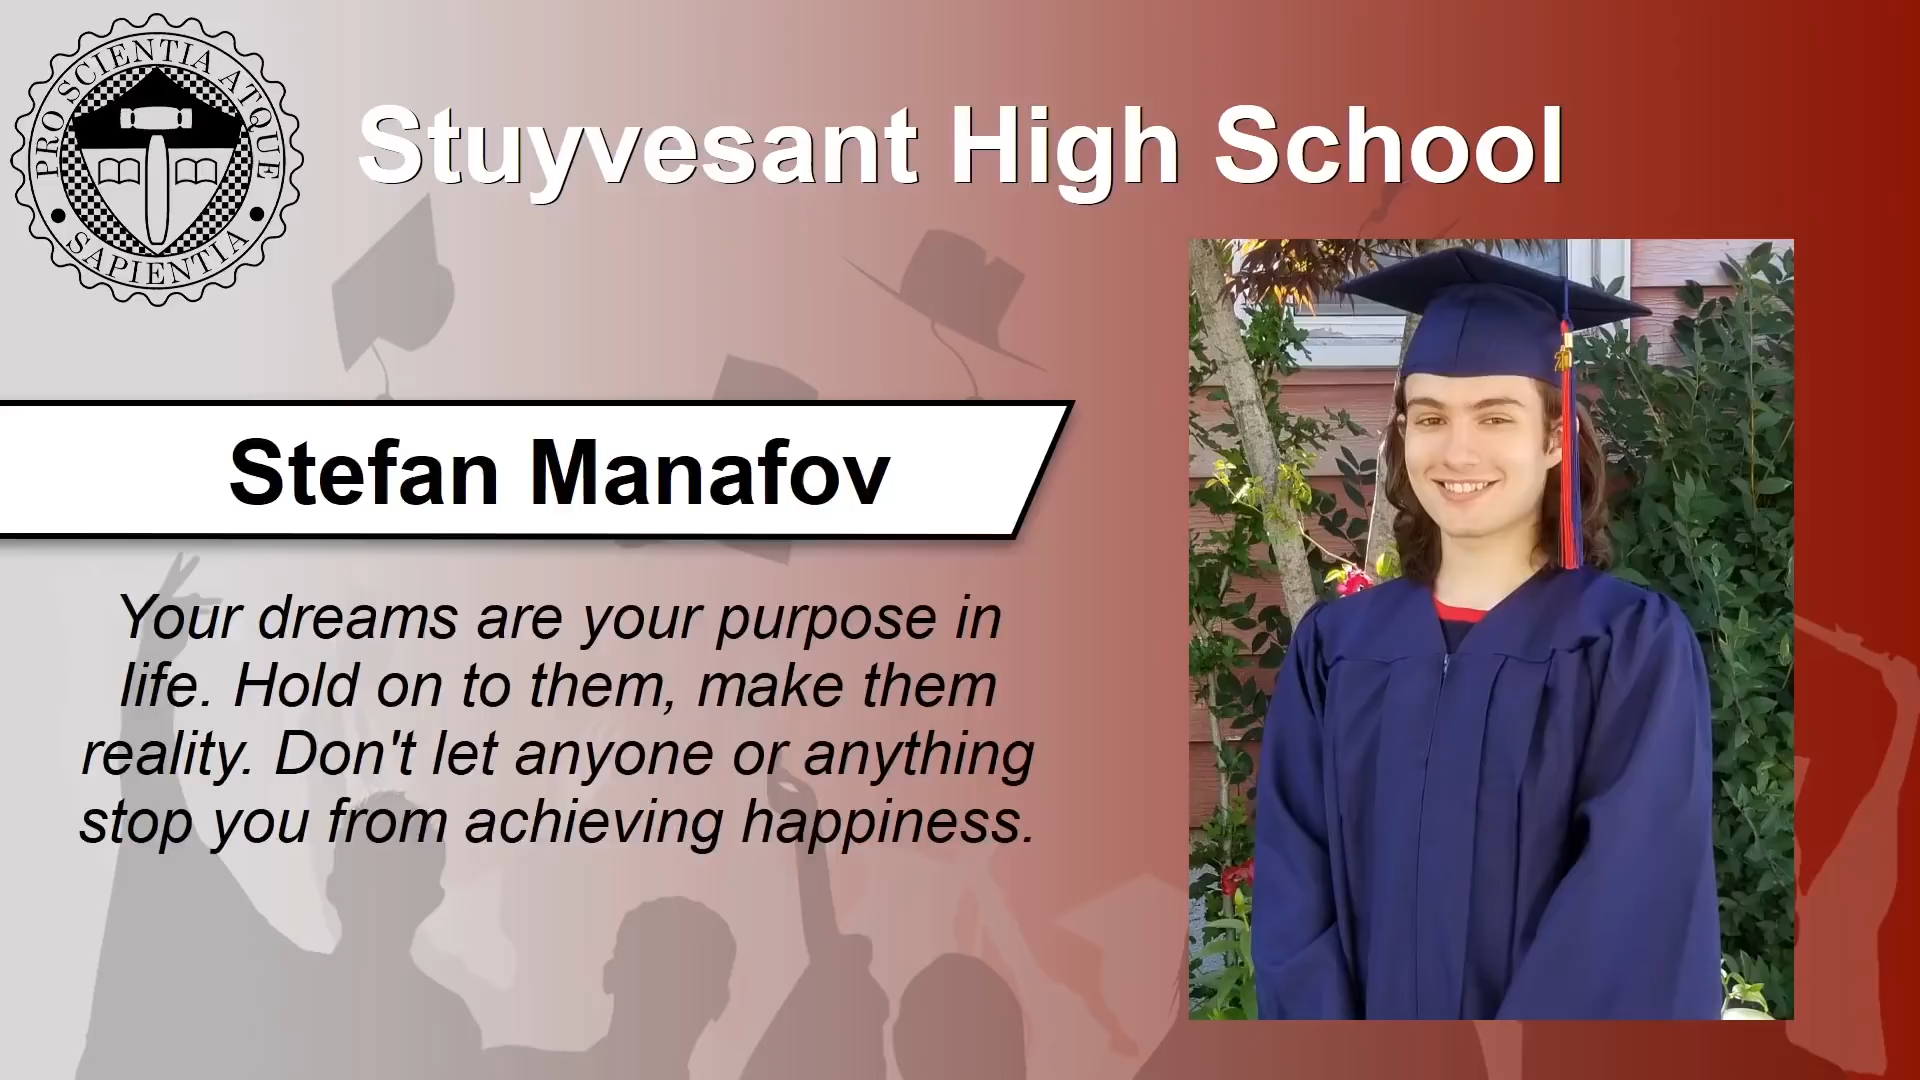 PRO SCIENTIA ATQUE
SAPIENTIA
Stuyvesant High School
Stefan Manafov
Your dreams are your purpose in
life. Hold on to them, make them
reality. Don't let anyone or anything
stop you from achieving happiness.